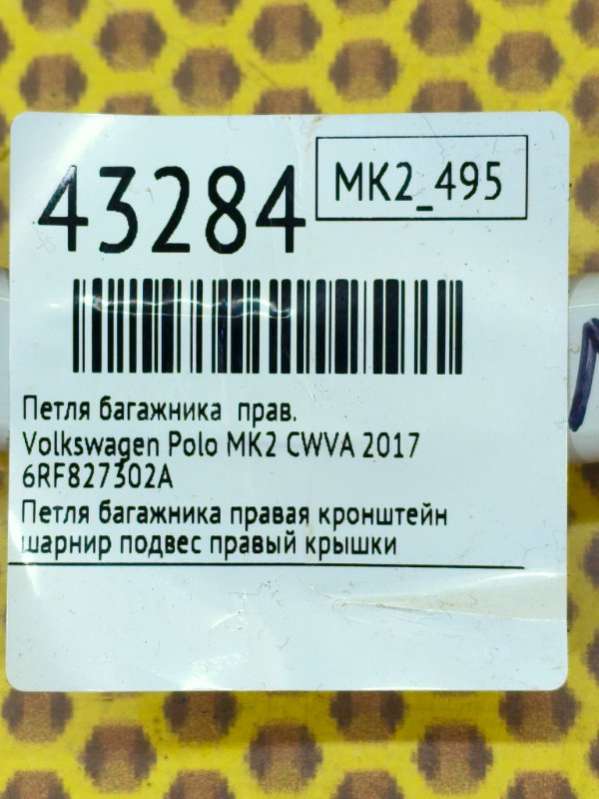 43284
MK2_495
Петля багажника прав.
Volkswagen Polo MK2 CWVA 2017
6RF827302A
Петля багажника правая кронштейн
шарнир подвес правый крышки